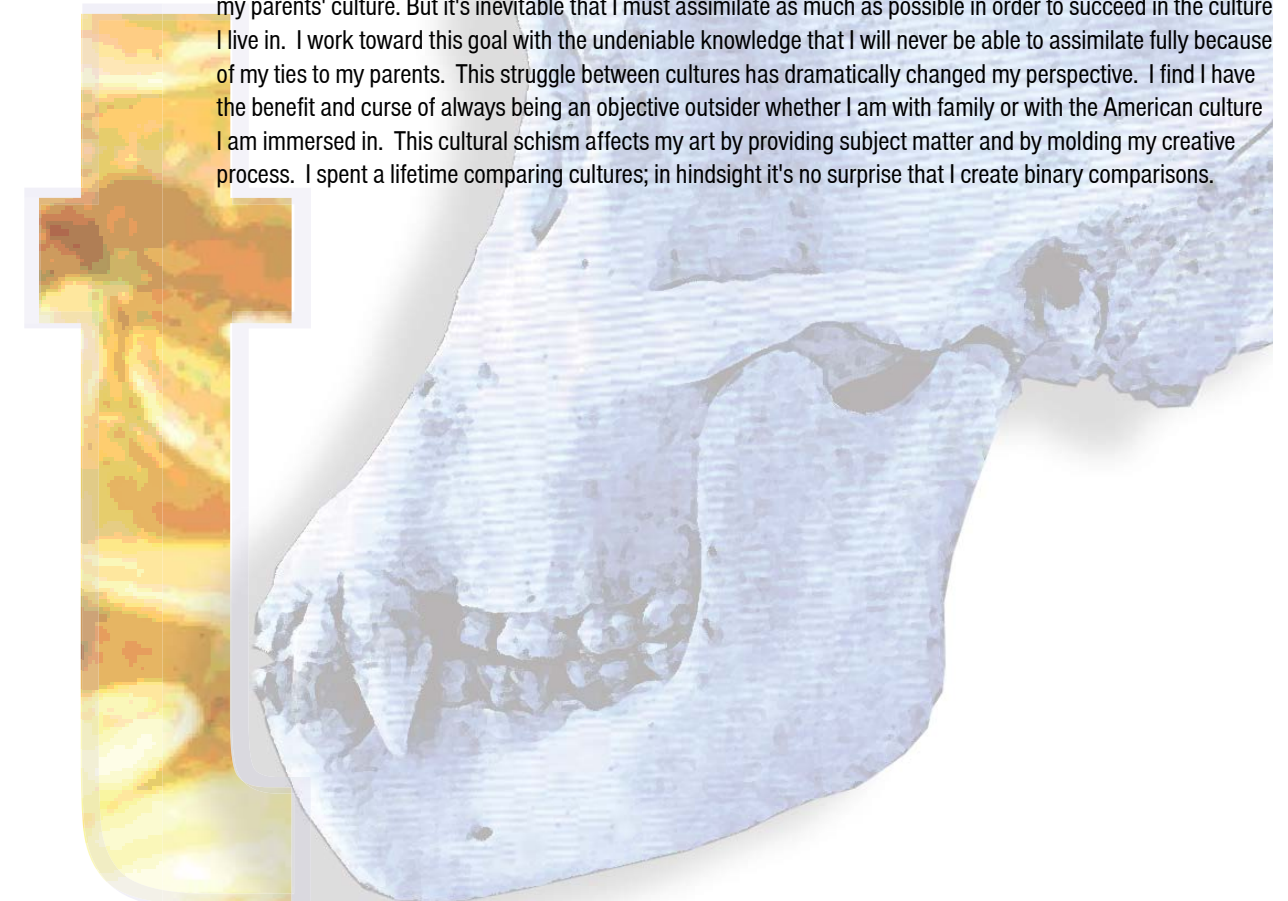 my parents' culture. But it's inevitable that I must assimilate as much as possible in order to succeed in the culture
I live in.  I work toward this goal with the undeniable knowledge that I will never be able to assimilate fully because
of my ties to my parents.  This struggle between cultures has dramatically changed my perspective.  I find I have
the benefit and curse of always being an objective outsider whether I am with family or with the American culture
I am immersed in.  This cultural schism affects my art by providing subject matter and by molding my creative
process.  I spent a lifetime comparing cultures; in hindsight it's no surprise that I create binary comparisons.
t